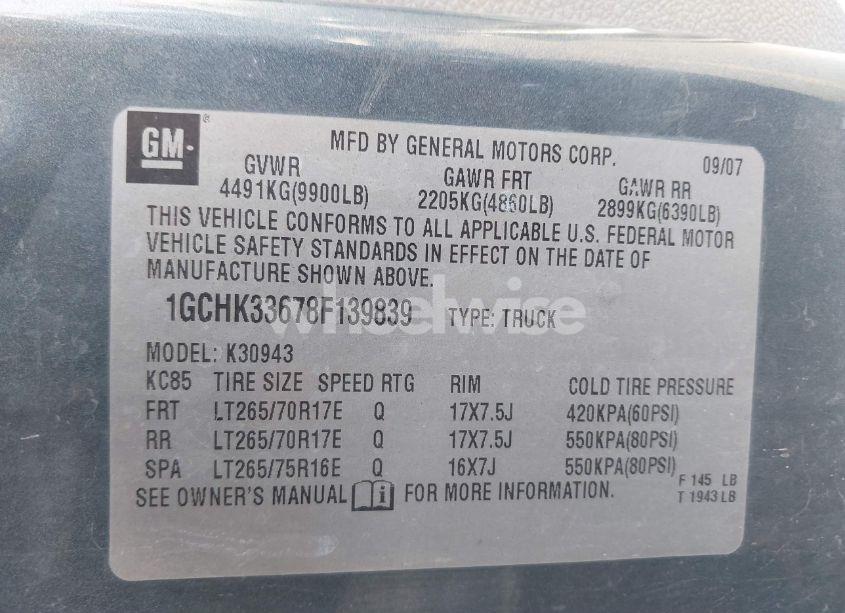 GM
®
MFD BY GENERAL MOTORS CORP. 09/07
GVWR GAWR FRT GAWR RR
4491KG(9900LB) 2205KG(4860LB) 2899KG(6390LB)
THIS VEHICLE CONFORMS TO ALL APPLICABLE U.S. FEDERAL MOTOR
VEHICLE SAFETY STANDARDS IN EFFECT ON THE DATE OF
MANUFACTURE SHOWN ABOVE.
1GCHK33678F139839 TYPE: TRUCK
wheelwise
MODEL: K30943
KC85 TIRE SIZE SPEED RTG RIM COLD TIRE PRESSURE
FRT LT265/70R17E Q 17X7.5J 420KPA(60PSI)
RR LT265/70R17E Q 17X7.5J 550KPA(80PSI)
SPA LT265/75R16E Q 16X7J 550KPA(80PSI)
F 145 LB
SEE OWNER'S MANUAL i FOR MORE INFORMATION. T 1943 LB